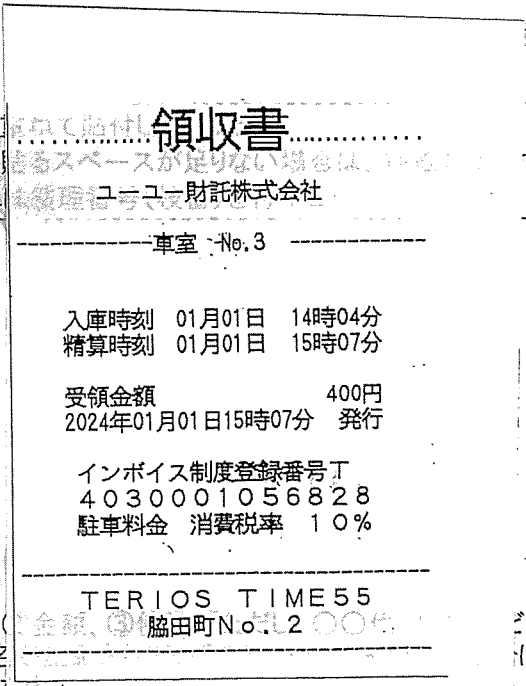 領収書
ユーユー財託株式会社
車室 No.3
入庫時刻 01月01日 14時04分
精算時刻 01月01日 15時07分
受領金額 400円
2024年01月01日15時07分 発行
インボイス制度登録番号T
4030001056828
駐車料金 消費税率 10%
TERIOS TIME55
脇田町No.2